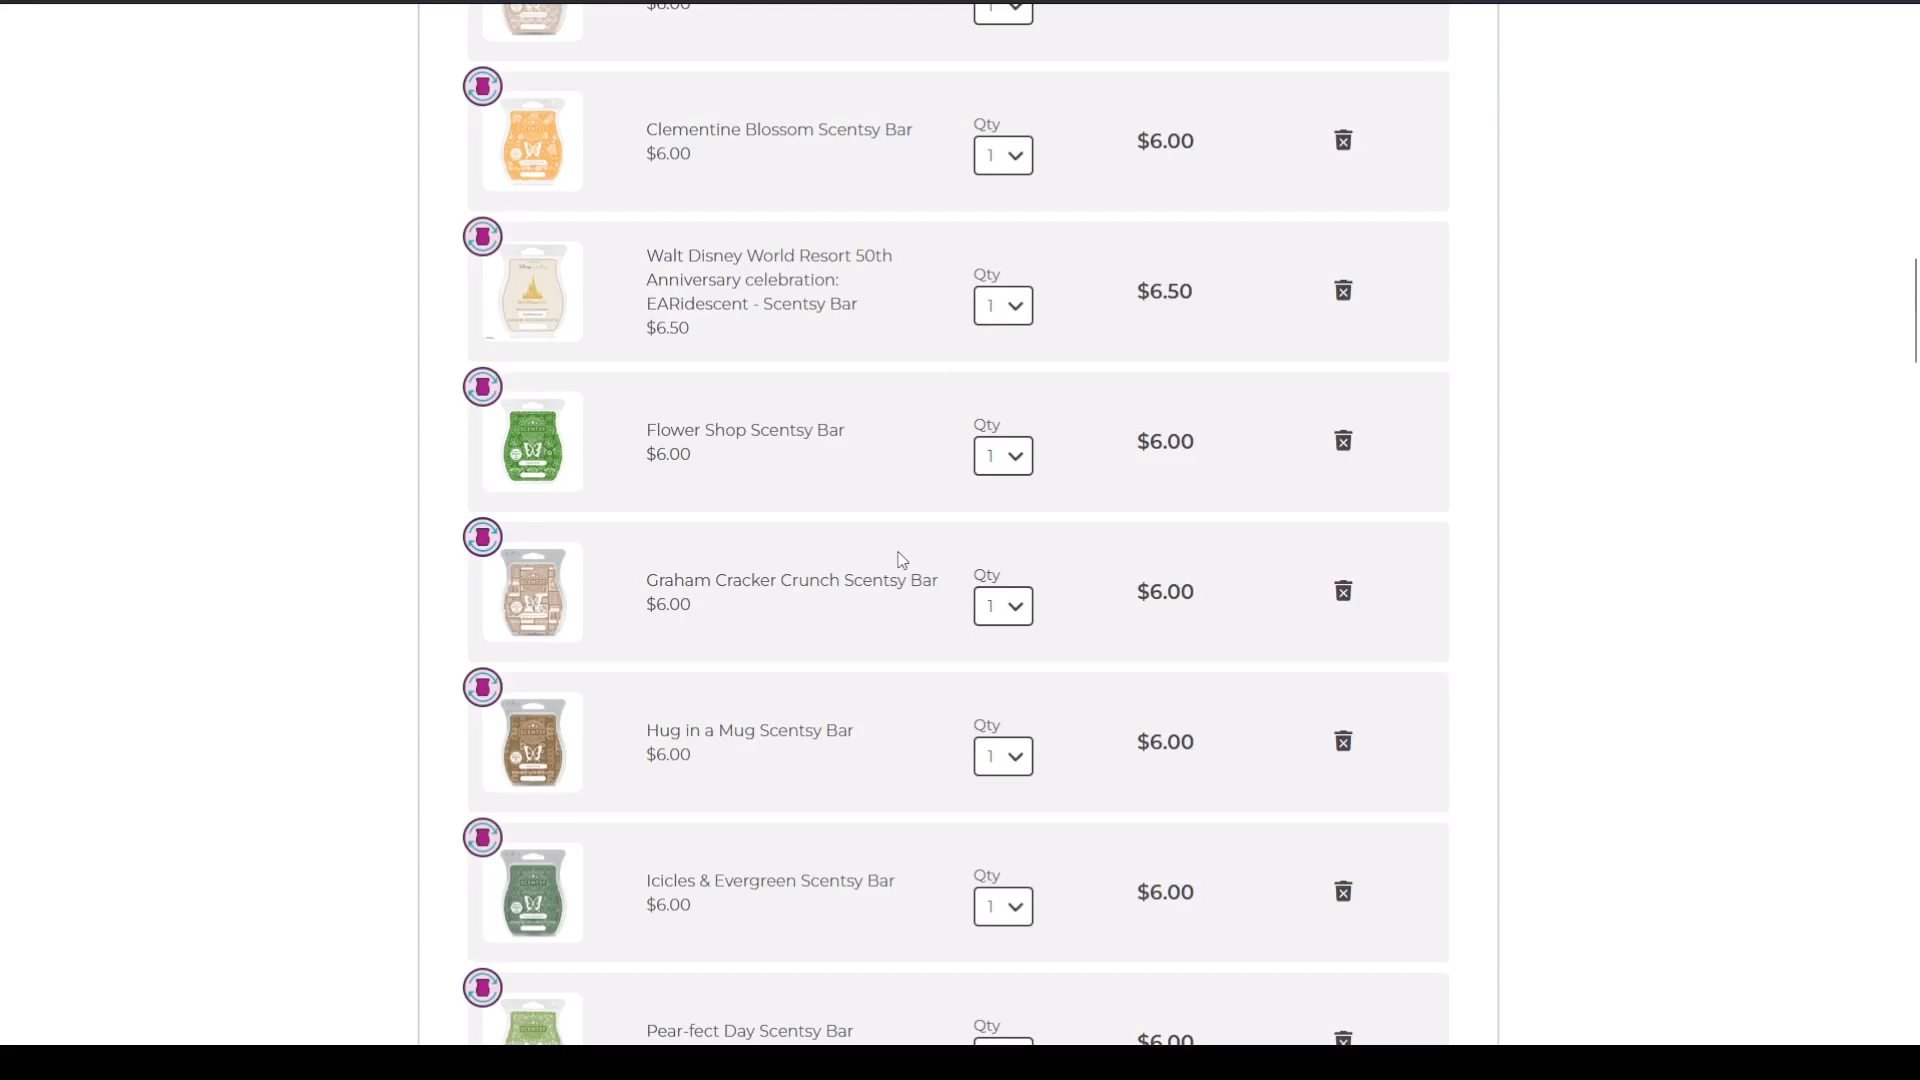 $6.00
1
Clementine Blossom Scentsy Bar
$6.00
Qty
1
$6.00
Walt Disney World Resort 50th
Anniversary celebration:
EARidescent - Scentsy Bar
$6.50
Qty
1
$6.50
Flower Shop Scentsy Bar
$6.00
Qty
1
$6.00
Graham Cracker Crunch Scentsy Bar
$6.00
Qty
1
$6.00
Hug in a Mug Scentsy Bar
$6.00
Qty
1
$6.00
Icicles & Evergreen Scentsy Bar
$6.00
Qty
1
$6.00
Pear-fect Day Scentsy Bar
Qty
$6.00